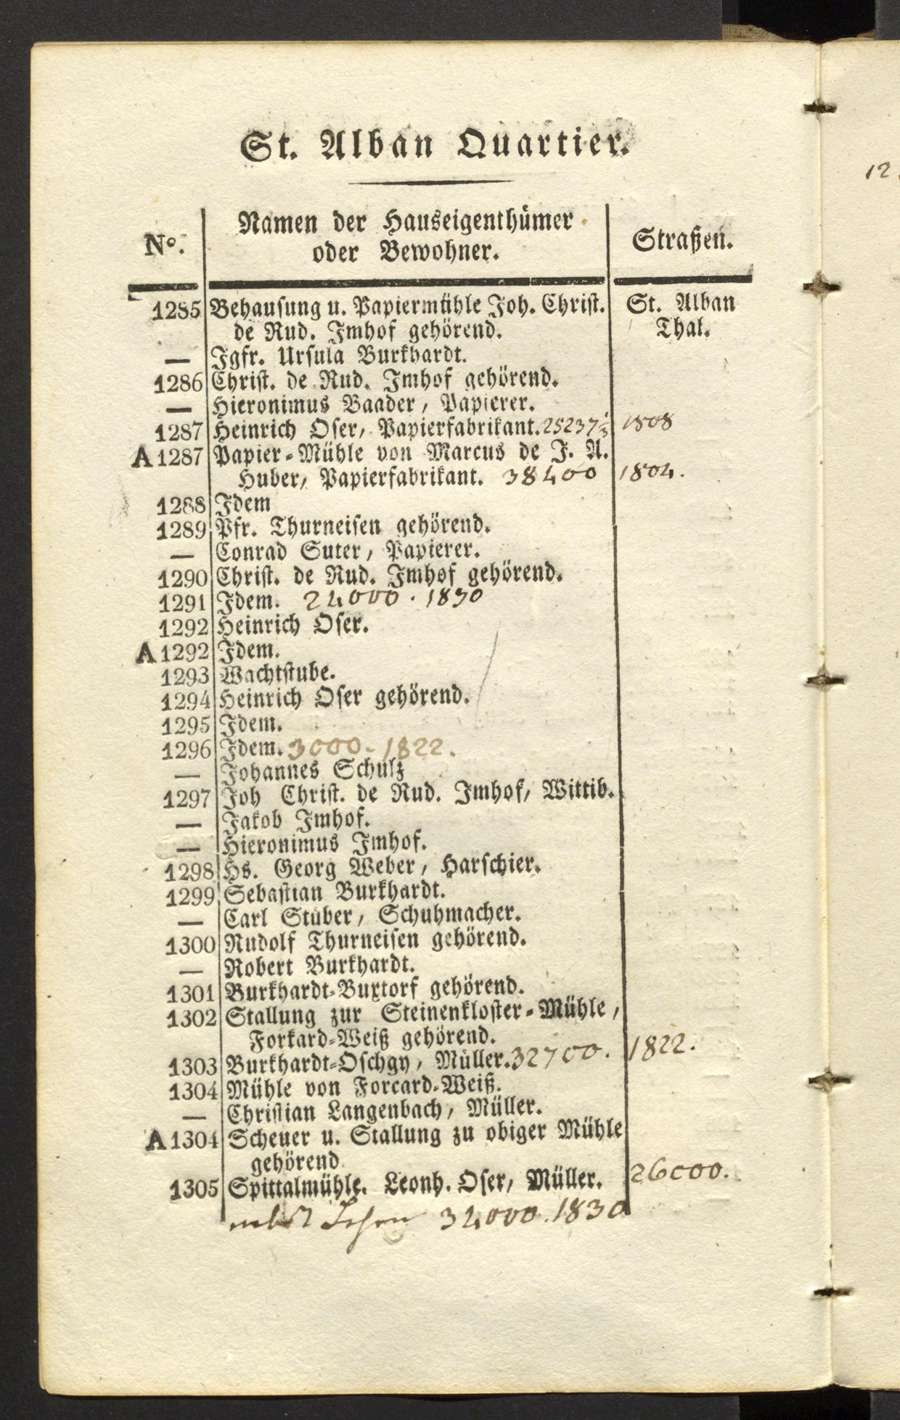 St. Alban Quartier.
No. Namen der Hauseigenthümer oder Bewohner. Straßen.
1285 Behausung u. Papiermühle Joh. Christ. St. Alban
de Rud. Imhof gehörend. Thal.
— Jgfr. Ursula Burkhardt.
1286 Christ. de Rud. Imhof gehörend.
— Hieronimus Baader, Papierer.
1287 Heinrich Oser, Papierfabrikant. 25237½ 1808
A 1287 Papier-Mühle von Marcus de J. A.
Huber, Papierfabrikant. 38400 1804.
1288 Idem
1289 Pfr. Thurneisen gehörend.
— Conrad Suter, Papierer.
1290 Christ. de Rud. Imhof gehörend.
1291 Idem. 24000. 1830
1292 Heinrich Oser.
A 1292 Idem.
1293 Wachtstube.
1294 Heinrich Oser gehörend.
1295 Idem.
1296 Idem. 3000. 1822.
— Johannes Schulz
1297 Joh Christ. de Rud. Imhof, Wittib.
— Jakob Imhof.
— Hieronimus Imhof.
1298 Hs. Georg Weber, Harschier.
1299 Sebastian Burkhardt.
— Carl Stuber, Schuhmacher.
1300 Rudolf Thurneisen gehörend.
— Robert Burkhardt.
1301 Burkhardt-Buxtorf gehörend.
1302 Stallung zur Steinenkloster-Mühle,
Forkard-Weiß gehörend.
1303 Burkhardt-Oschgy, Müller. 32700. 1822.
1304 Mühle von Forcard-Weiß.
— Christian Langenbach, Müller.
A 1304 Scheuer u. Stallung zu obiger Mühle
gehörend
1305 Spittalmühle. Leonh. Oser, Müller. 26000.
34000. 1830
12